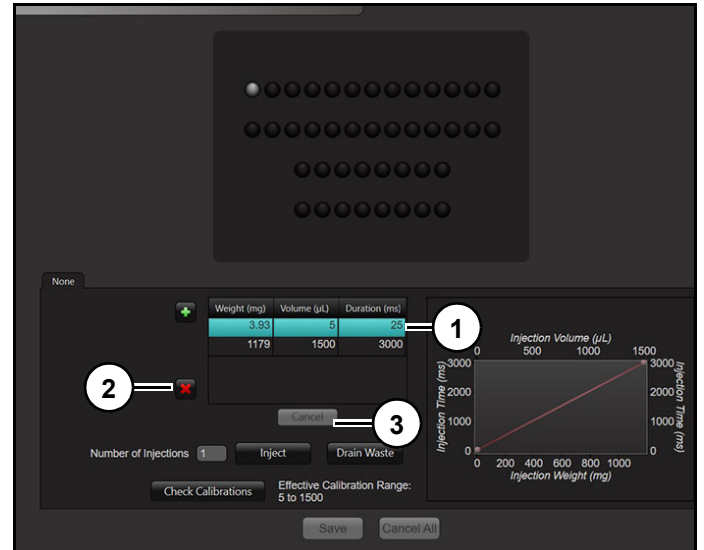 None
Weight (mg) Volume (µL) Duration (ms)
3.93 5 25
1179 1500 3000
1
2
3
Cancel
Number of Injections 1 Inject Drain Waste
Check Calibrations Effective Calibration Range:
5 to 1500
Injection Volume (µL)
0 500 1000 1500
Injection Time (ms)
3000
2000
1000
0
3000
2000
1000
0
Injection Time (ms)
0 200 400 600 800 1000
Injection Weight (mg)
Save Cancel All